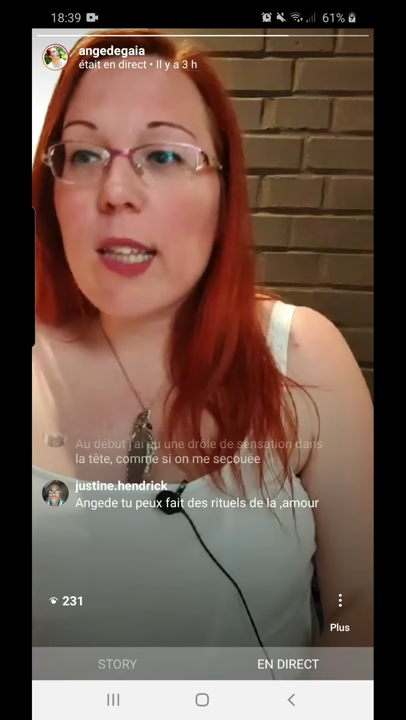 18:39
61%
angedegaia
était en direct • Il y a 3 h
Au début j'ai eu une drôle de sensation dans
la tête, comme si on me secouée
justine.hendrick
Angede tu peux fait des rituels de la ,amour
231
Plus
STORY
EN DIRECT